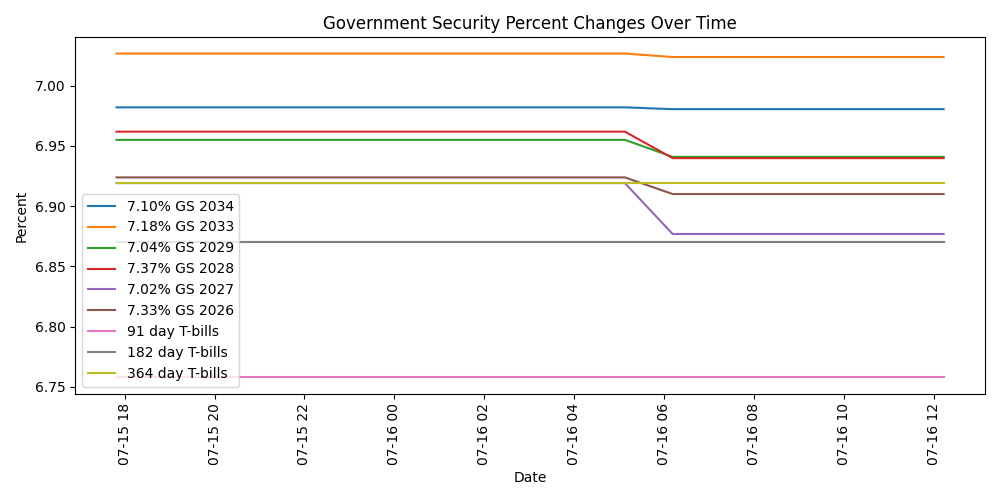 Government Security Percent Changes Over Time
Percent
7.00
6.95
6.90
6.85
6.80
6.75
7.10% GS 2034
7.18% GS 2033
7.04% GS 2029
7.37% GS 2028
7.02% GS 2027
7.33% GS 2026
91 day T-bills
182 day T-bills
364 day T-bills
07-15 18
07-15 20
07-15 22
07-16 00
07-16 02
07-16 04
07-16 06
07-16 08
07-16 10
07-16 12
Date